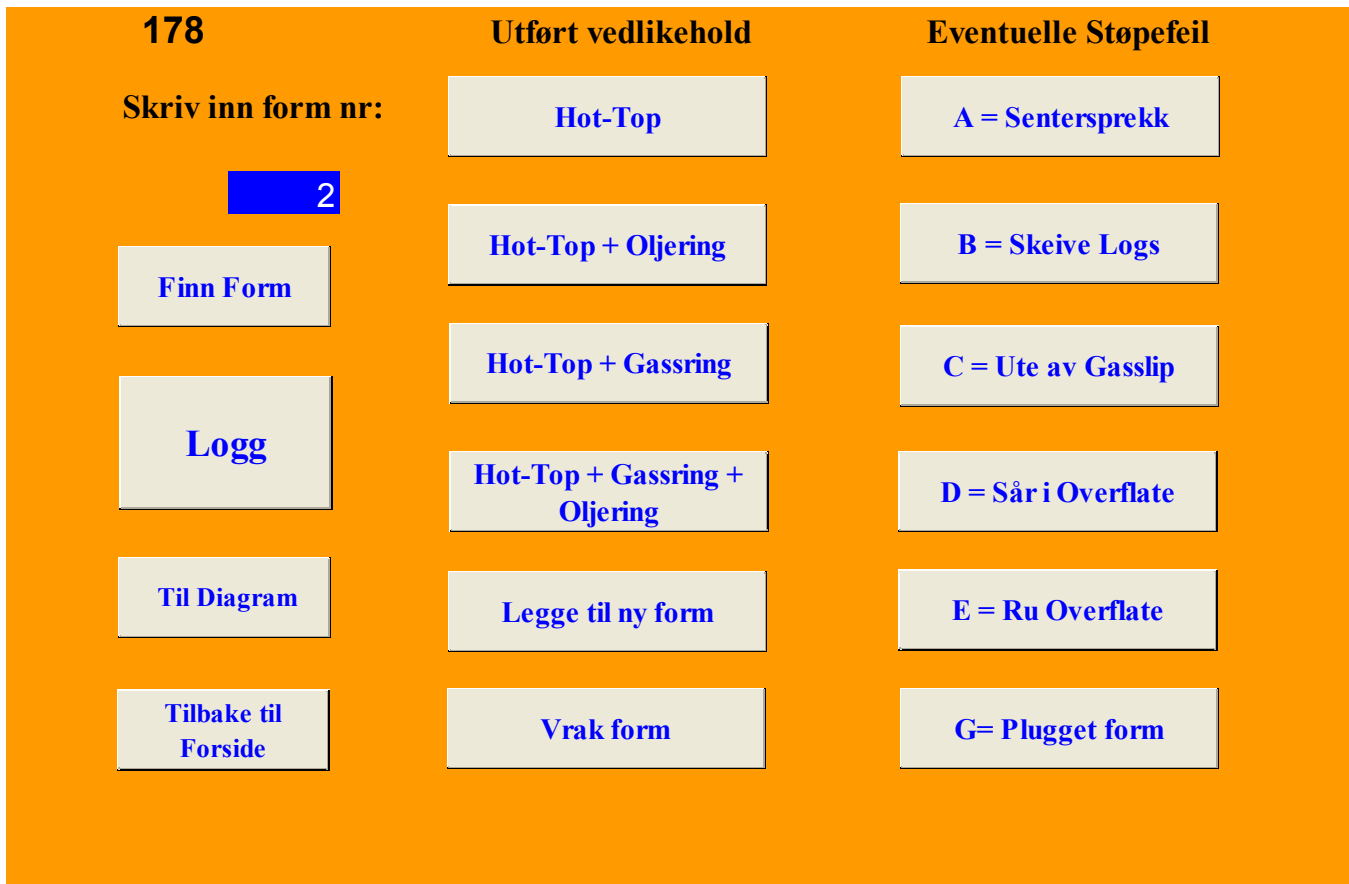 178
Skriv inn form nr:
2
Finn Form
Logg
Til Diagram
Tilbake til
Forside
Utført vedlikehold
Hot-Top
Hot-Top + Oljering
Hot-Top + Gassring
Hot-Top + Gassring +
Oljering
Legge til ny form
Vrak form
Eventuelle Støpefeil
A = Sentersprekk
B = Skeive Logs
C = Ute av Gasslip
D = Sår i Overflate
E = Ru Overflate
G= Plugget form